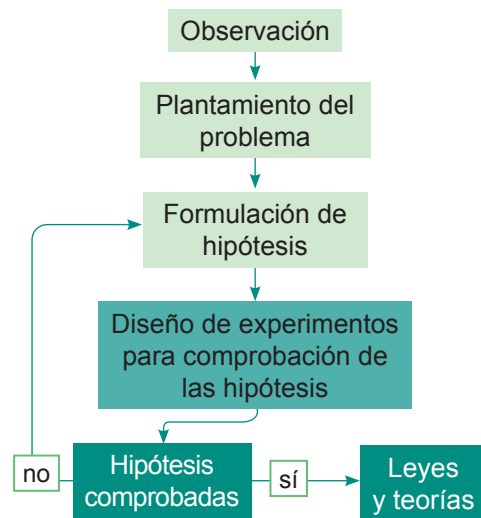 Observación
Plantamiento del
problema
Formulación de
hipótesis
Diseño de experimentos
para comprobación de
las hipótesis
no
Hipótesis
comprobadas
sí
Leyes
y teorías